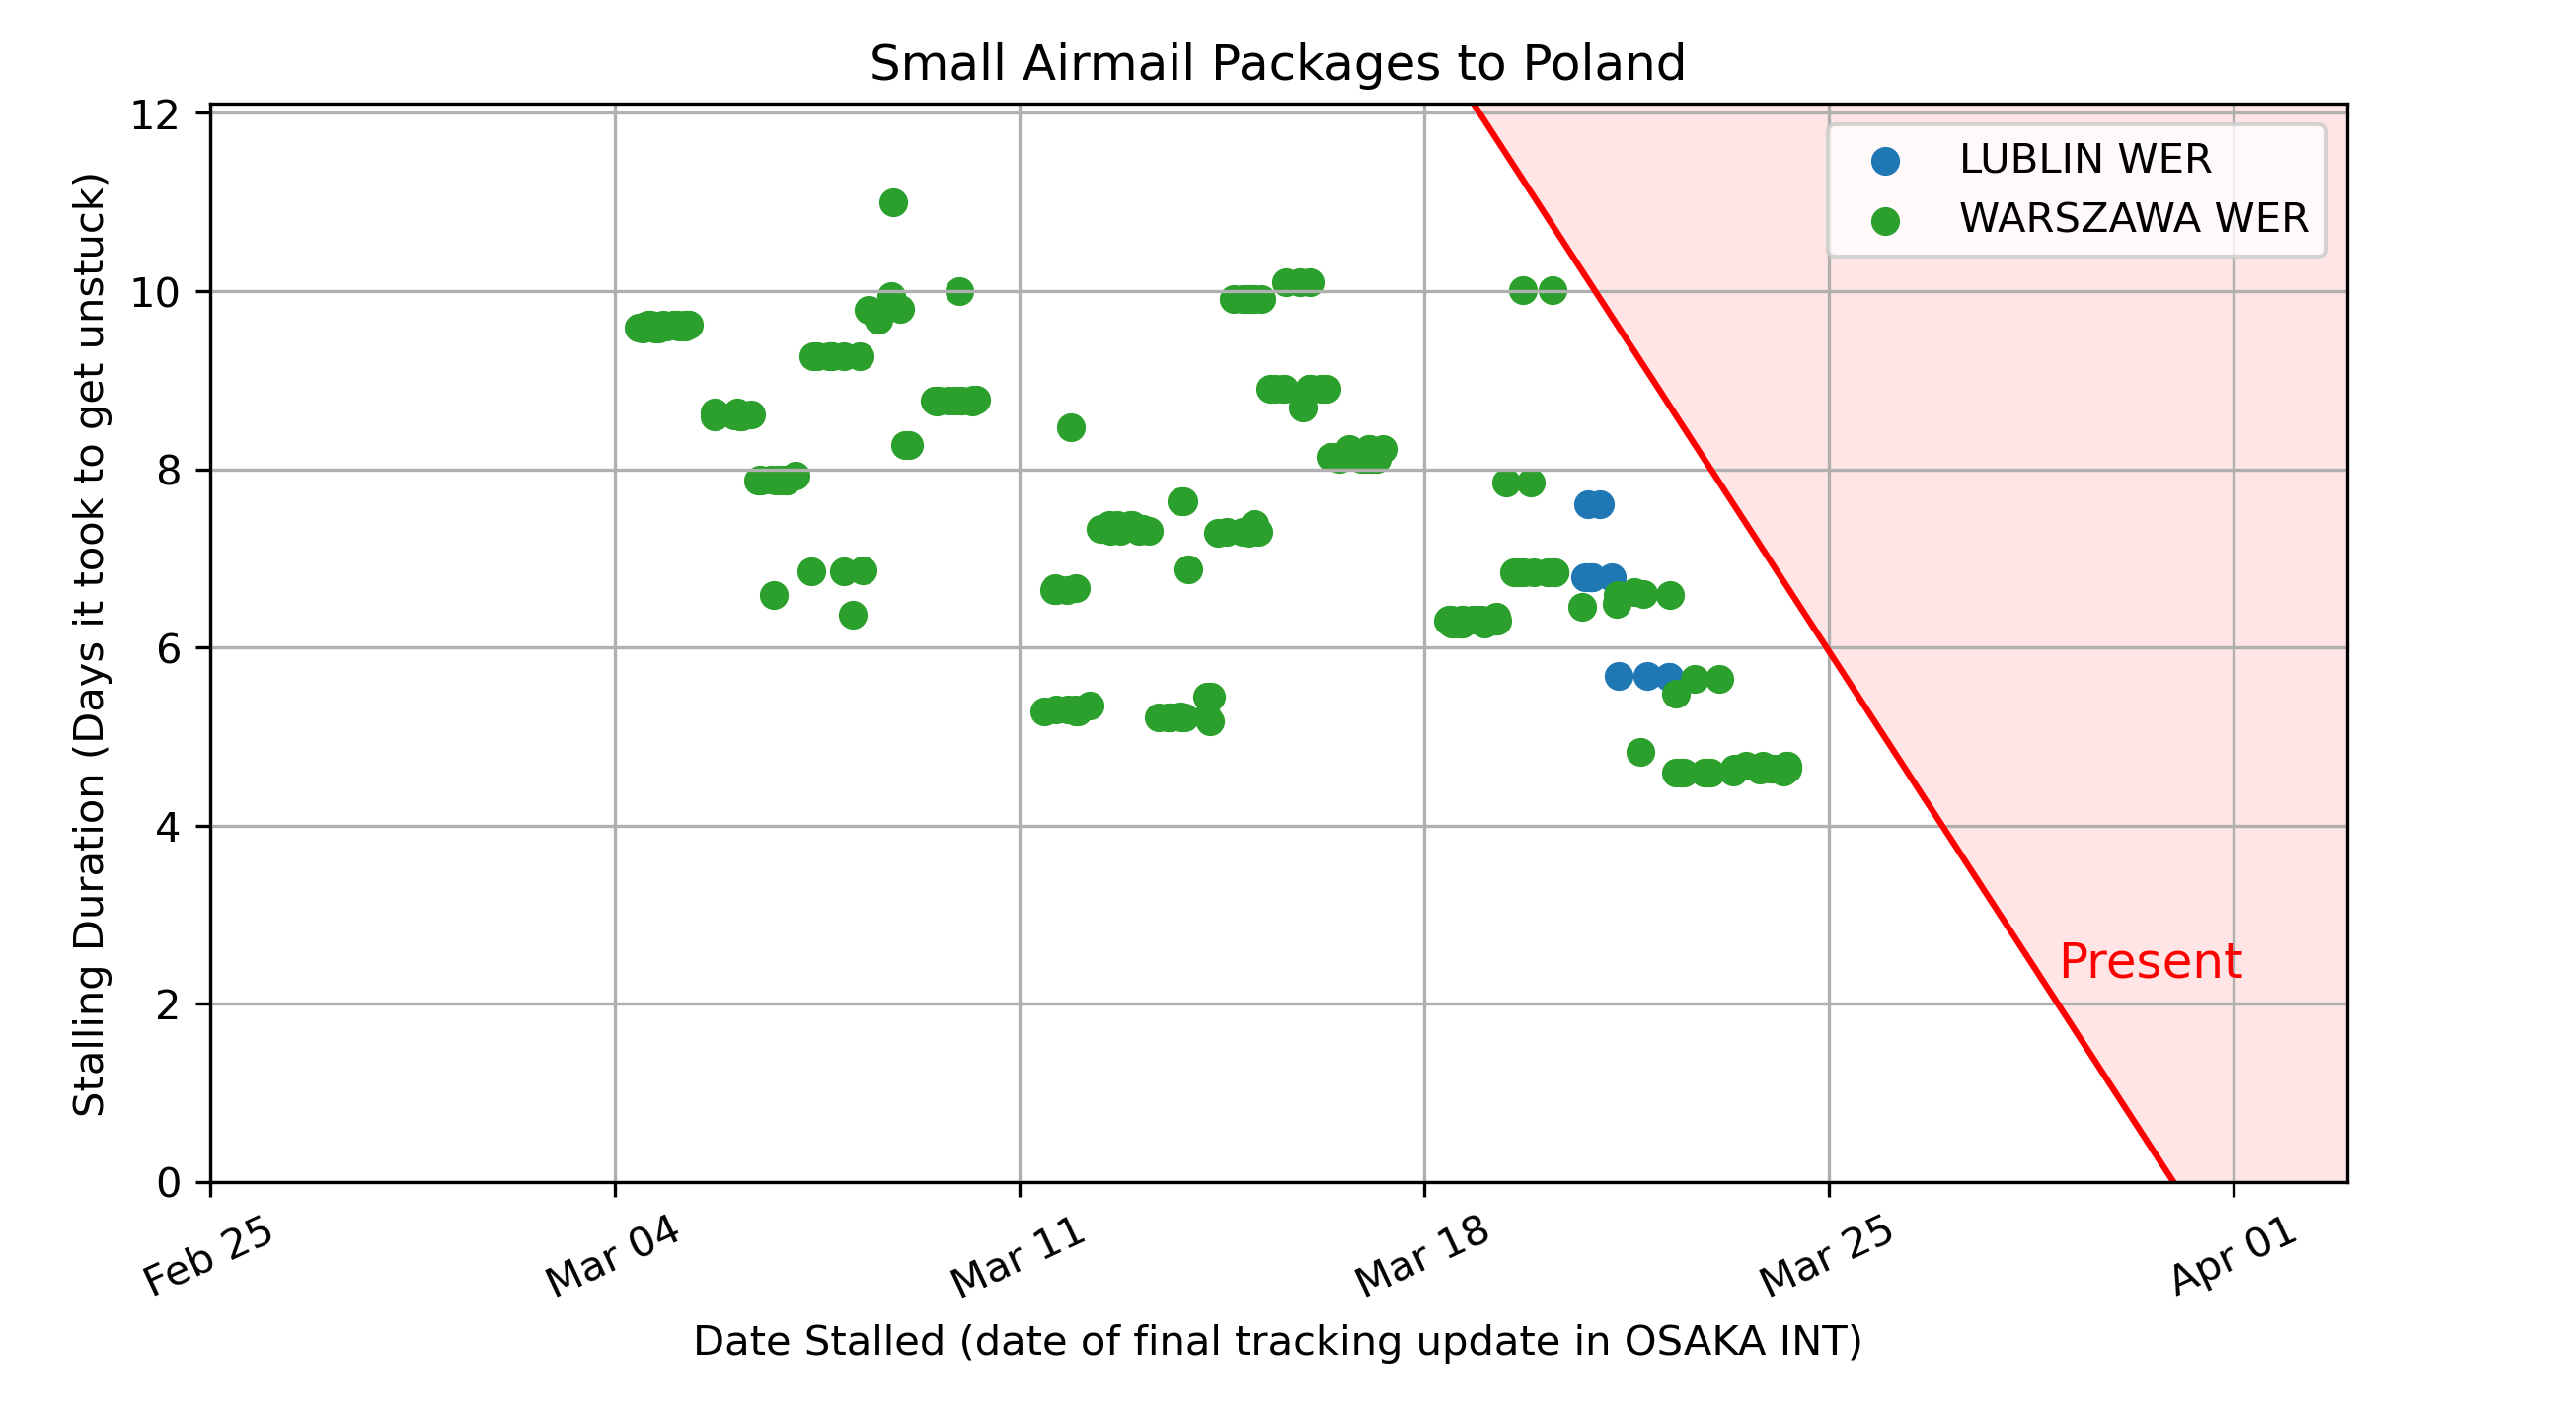 Small Airmail Packages to Poland
Stalling Duration (Days it took to get unstuck)
12
10
8
6
4
2
0
LUBLIN WER
WARSZAWA WER
Present
Feb 25
Mar 04
Mar 11
Mar 18
Mar 25
Apr 01
Date Stalled (date of final tracking update in OSAKA INT)